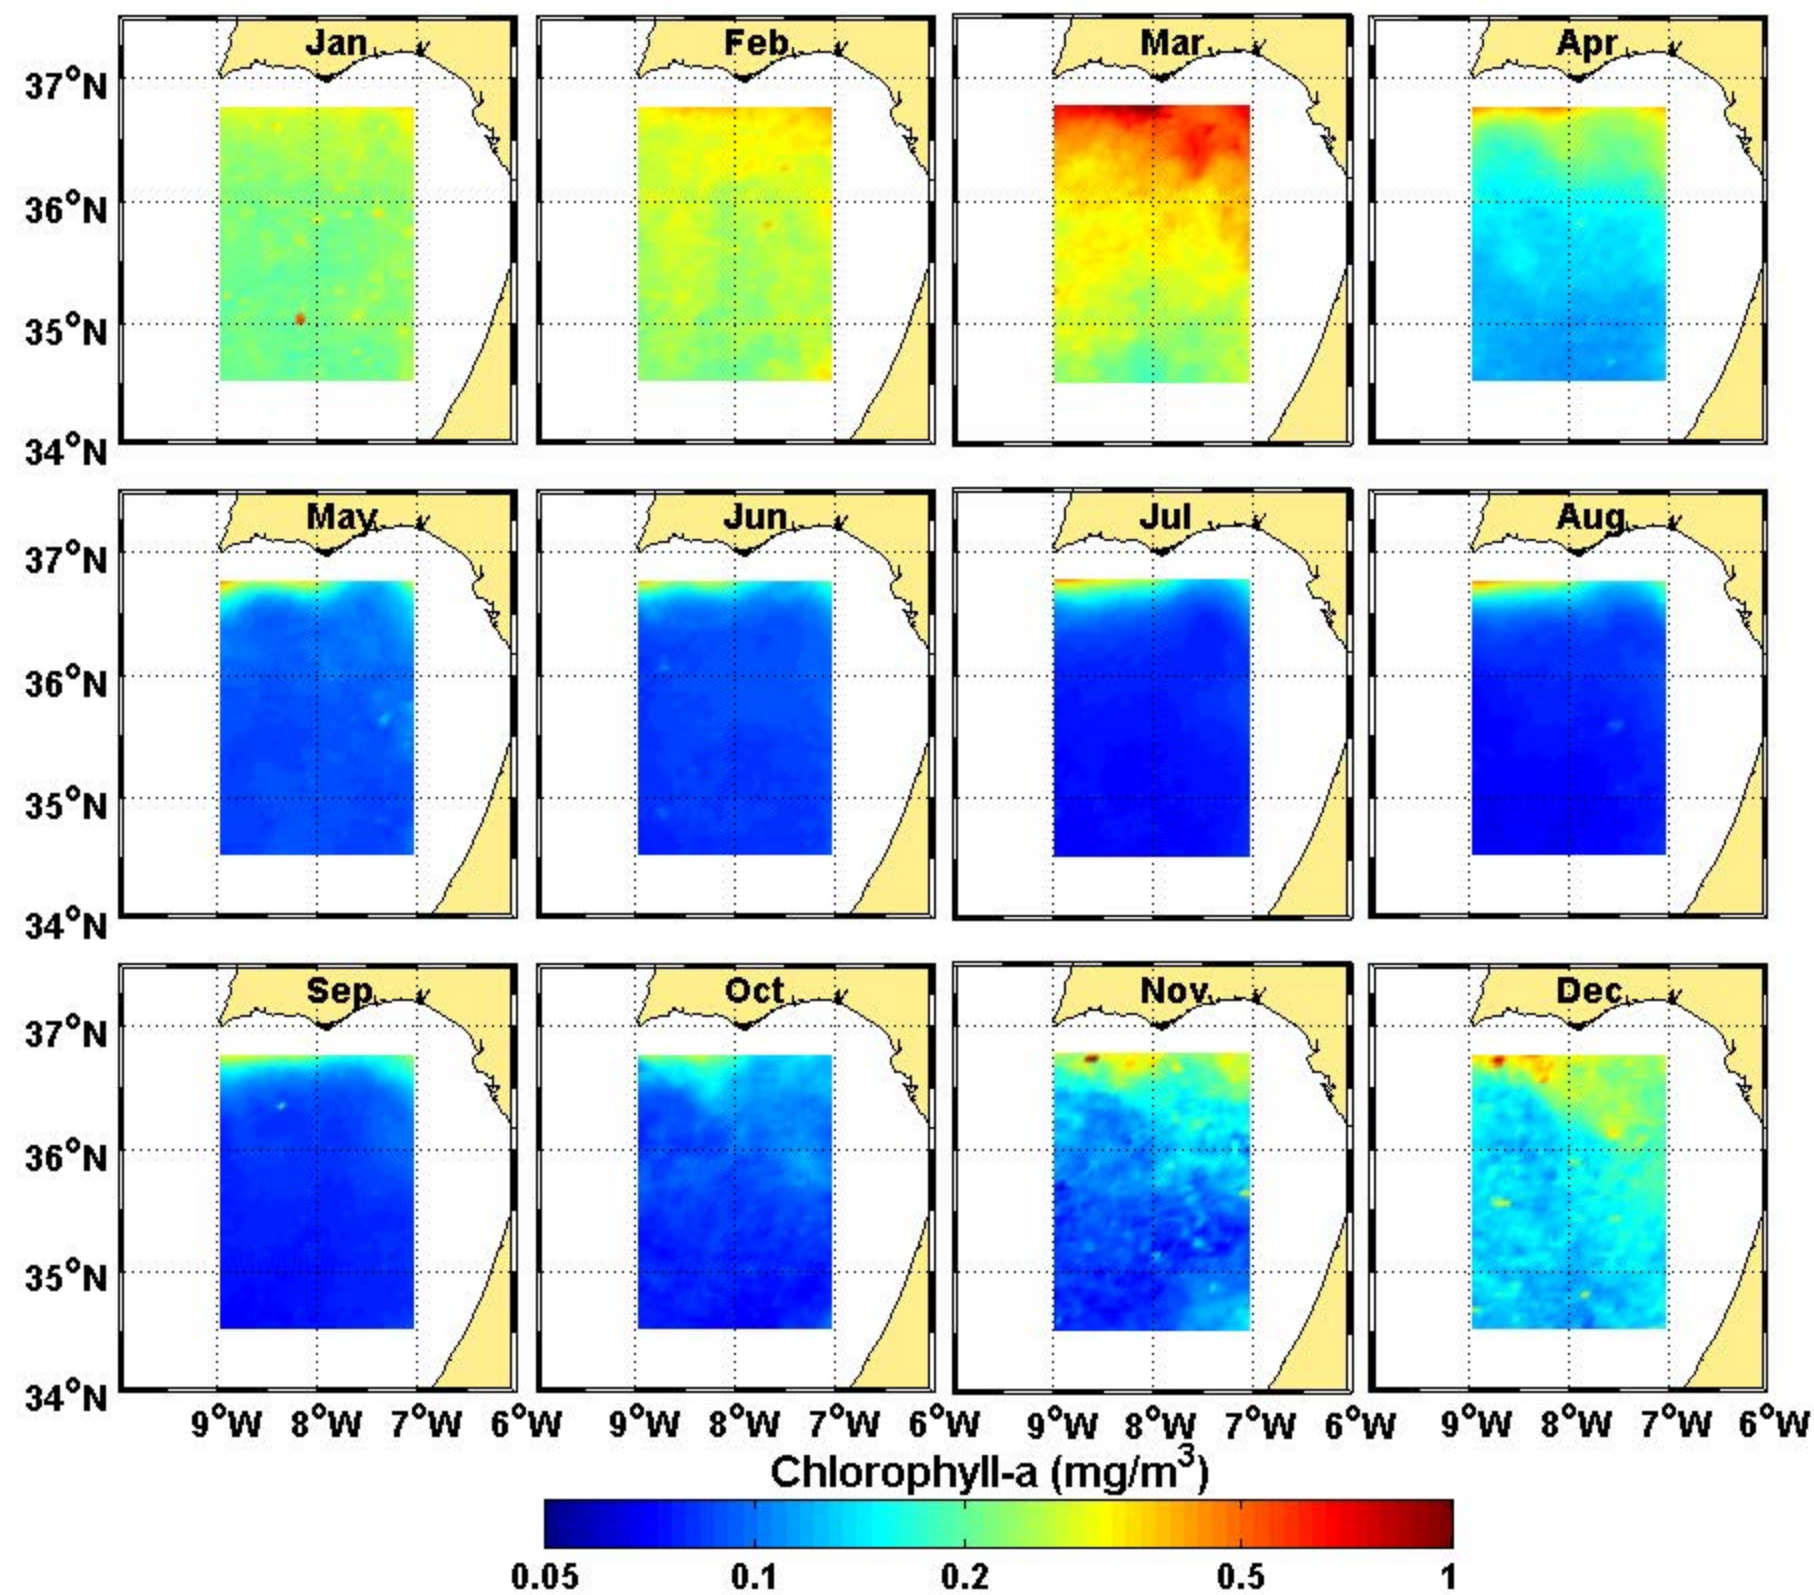 Jan Feb Mar Apr
37°N
36°N
35°N
34°N
May Jun Jul Aug
37°N
36°N
35°N
34°N
Sep Oct Nov Dec
37°N
36°N
35°N
34°N
9°W 8°W 7°W 6°W 9°W 8°W 7°W 6°W 9°W 8°W 7°W 6°W 9°W 8°W 7°W 6°W
Chlorophyll-a (mg/m³)
0.05 0.1 0.2 0.5 1